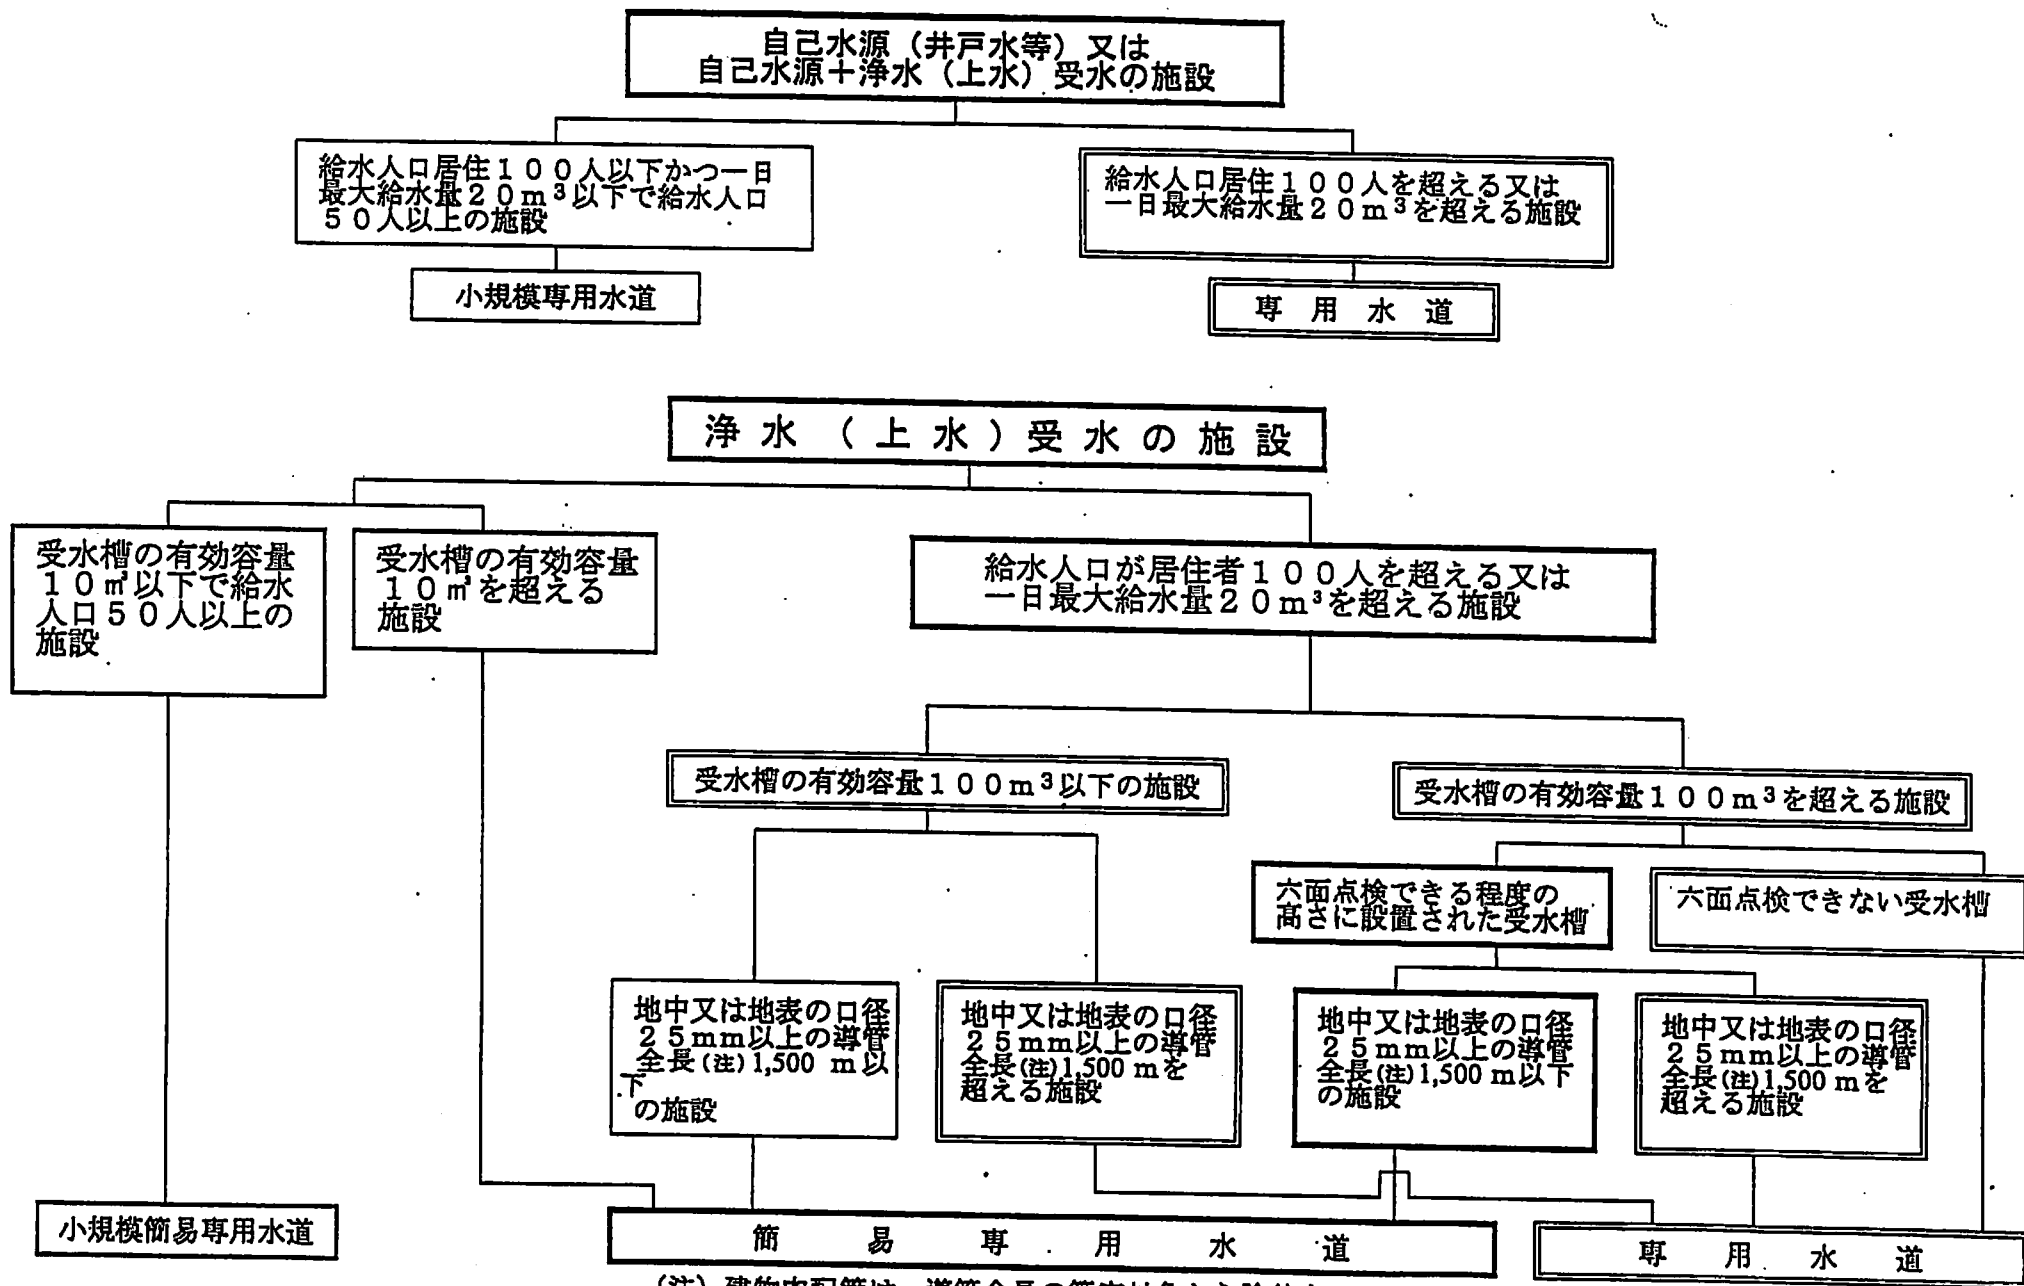 自己水源（井戸水等）又は
自己水源＋浄水（上水）受水の施設
給水人口居住１００人以下かつ一日
最大給水量２０ｍ³以下で給水人口
５０人以上の施設
給水人口居住１００人を超える又は
一日最大給水量２０ｍ³を超える施設
小規模専用水道
専用水道
浄水（上水）受水の施設
受水槽の有効容量
１０㎥以下で給水
人口５０人以上の
施設
受水槽の有効容量
１０㎥を超える
施設
給水人口が居住者１００人を超える又は
一日最大給水量２０ｍ³を超える施設
受水槽の有効容量１００ｍ³以下の施設
受水槽の有効容量１００ｍ³を超える施設
六面点検できる程度の
高さに設置された受水槽
六面点検できない受水槽
地中又は地表の口径
２５ｍｍ以上の導管
全長(注)1,500 ｍ以
下
の施設
地中又は地表の口径
２５ｍｍ以上の導管
全長(注)1,500 ｍを
超える施設
地中又は地表の口径
２５ｍｍ以上の導管
全長(注)1,500 ｍ以下
の施設
地中又は地表の口径
２５ｍｍ以上の導管
全長(注)1,500 ｍを
超える施設
小規模簡易専用水道
簡易専用水道
専用水道
（注）建物内配管は、導管全長の算定対象から除外